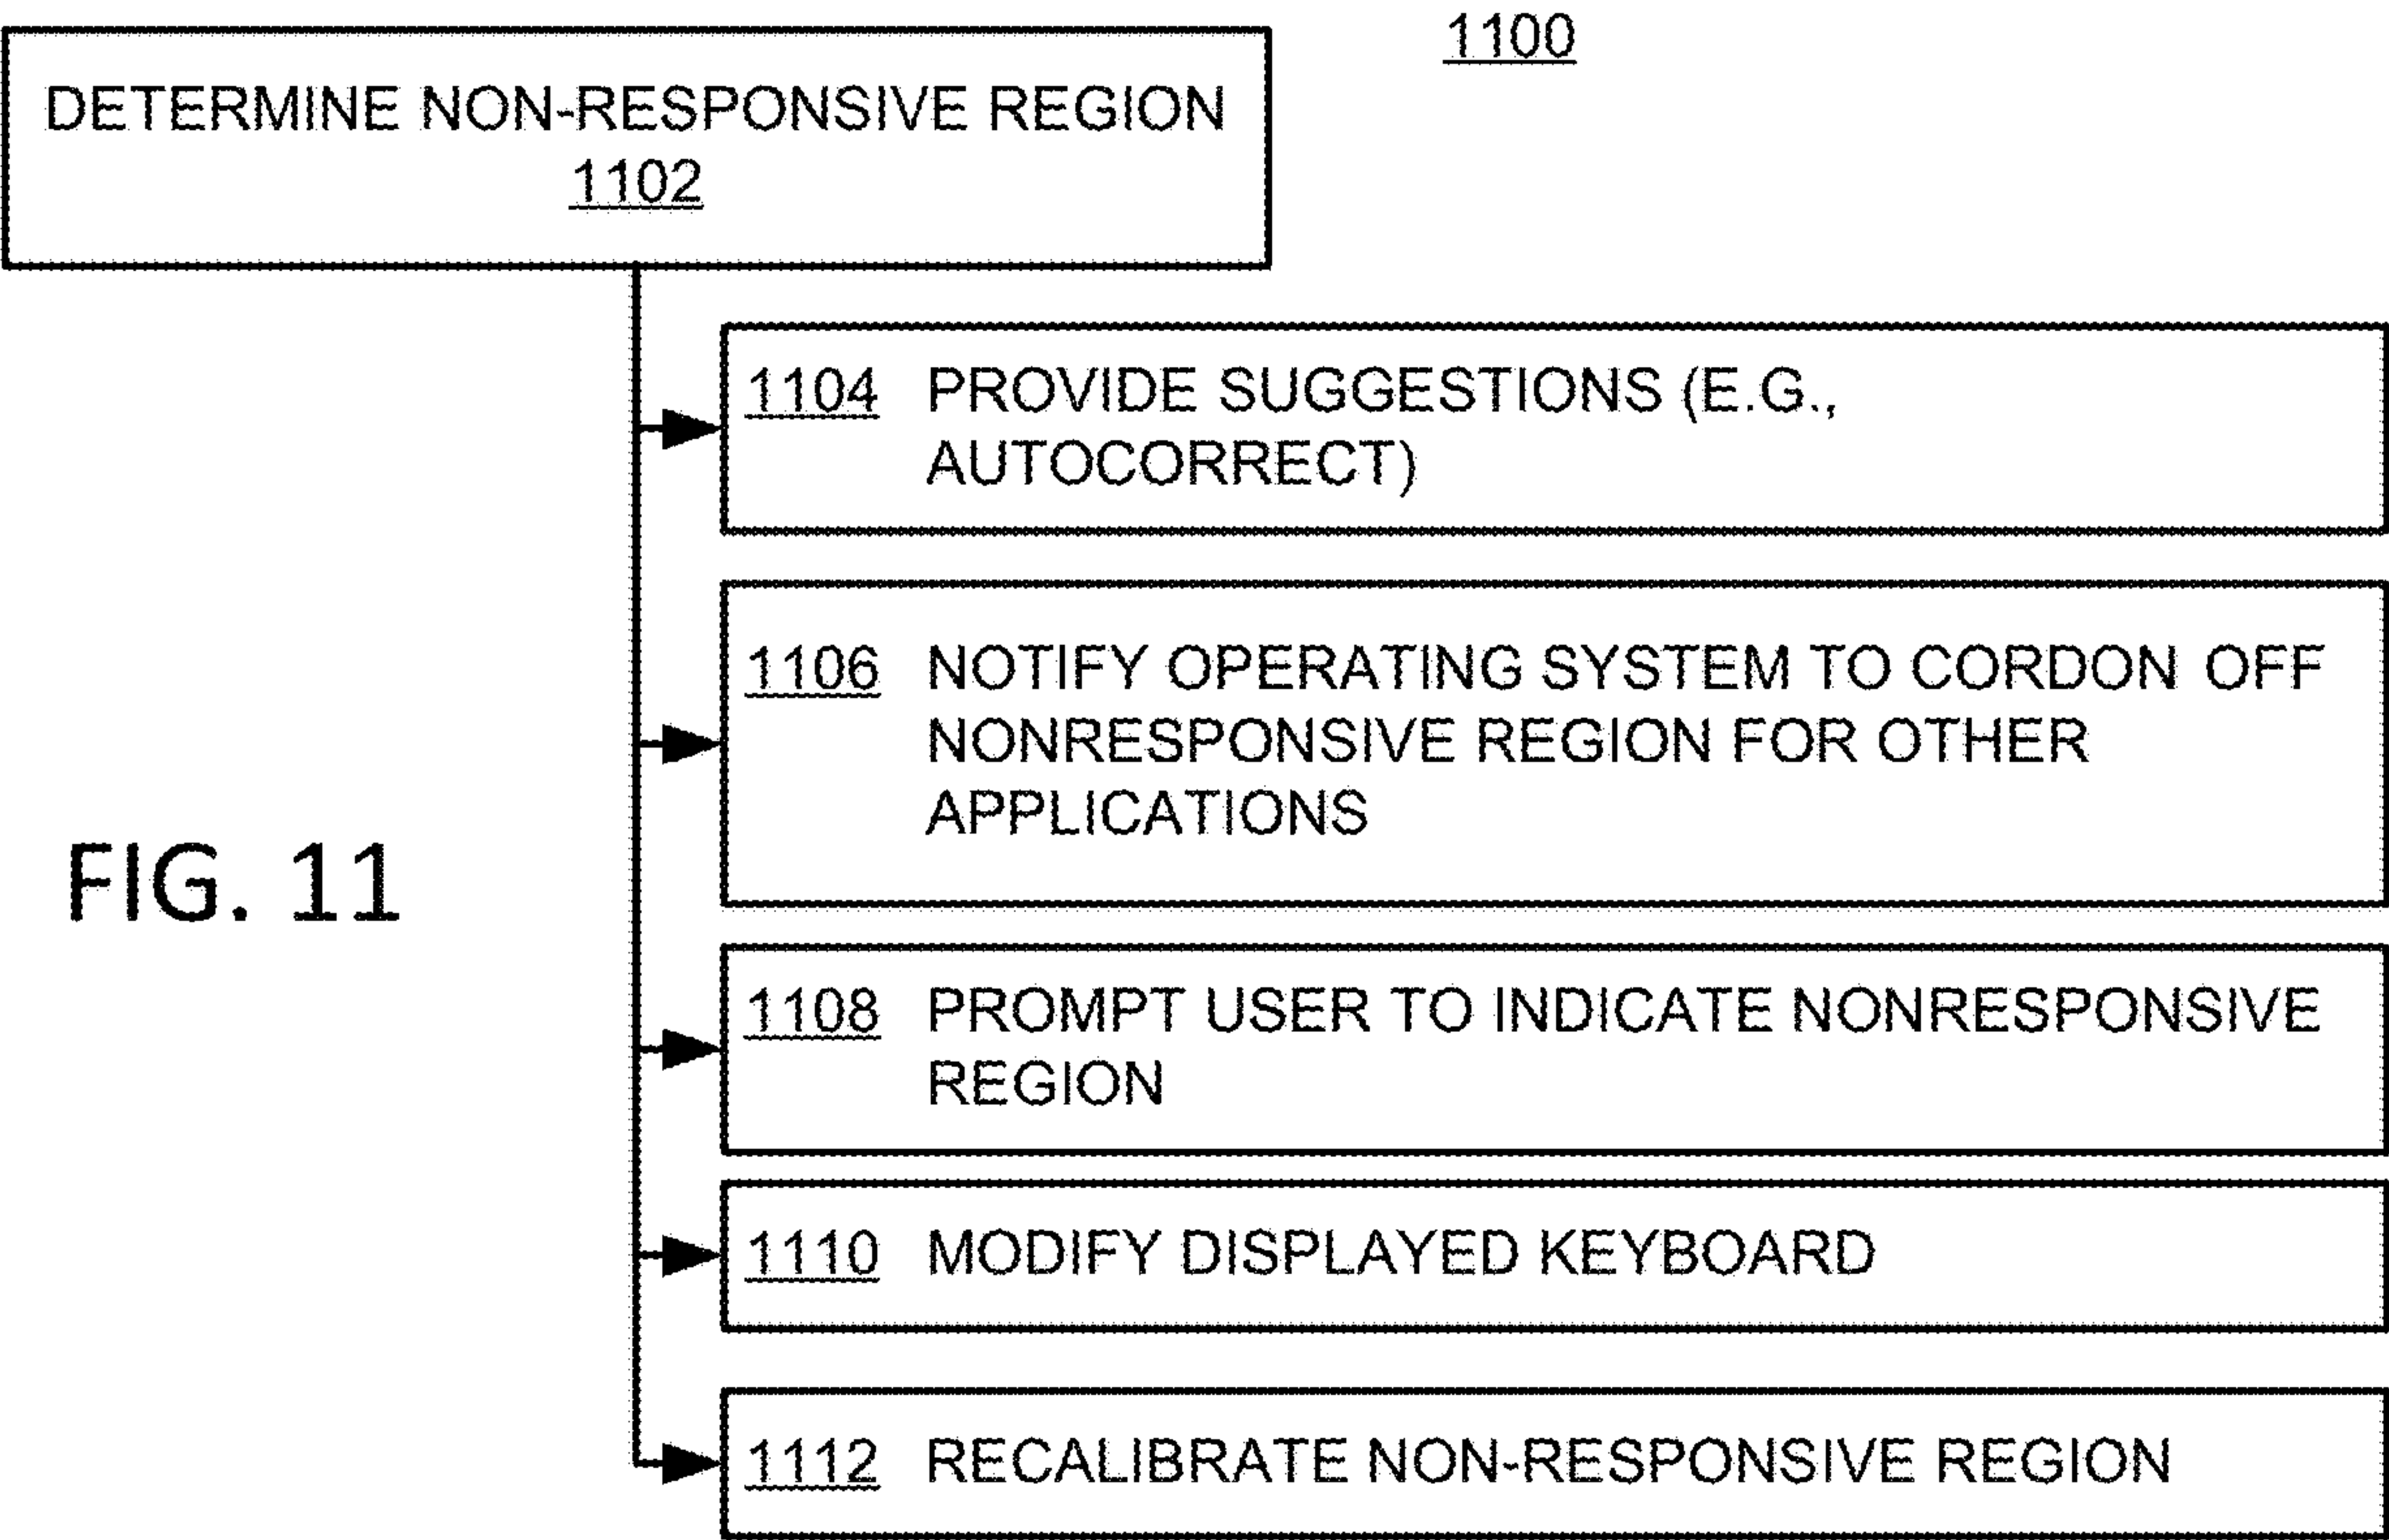 1100
DETERMINE NON-RESPONSIVE REGION
1102
1104 PROVIDE SUGGESTIONS (E.G.,
AUTOCORRECT)
1106 NOTIFY OPERATING SYSTEM TO CORDON OFF
NONRESPONSIVE REGION FOR OTHER
APPLICATIONS
FIG. 11
1108 PROMPT USER TO INDICATE NONRESPONSIVE
REGION
1110 MODIFY DISPLAYED KEYBOARD
1112 RECALIBRATE NON-RESPONSIVE REGION